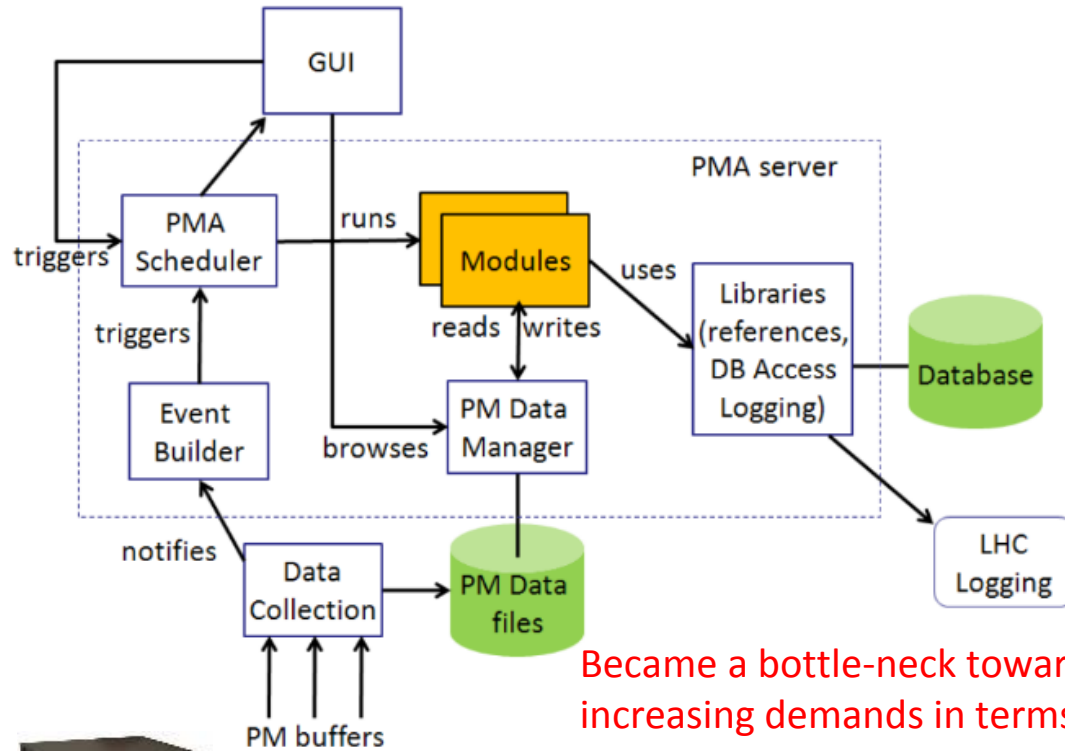 GUI
PMA server
PMA
Scheduler
runs
Modules
triggers
uses
Libraries
(references,
DB Access
Logging)
Database
triggers
reads writes
Event
Builder
browses
PM Data
Manager
notifies
Data
Collection
PM Data
files
LHC
Logging
PM buffers
Became a bottle-neck towar
increasing demands in terms